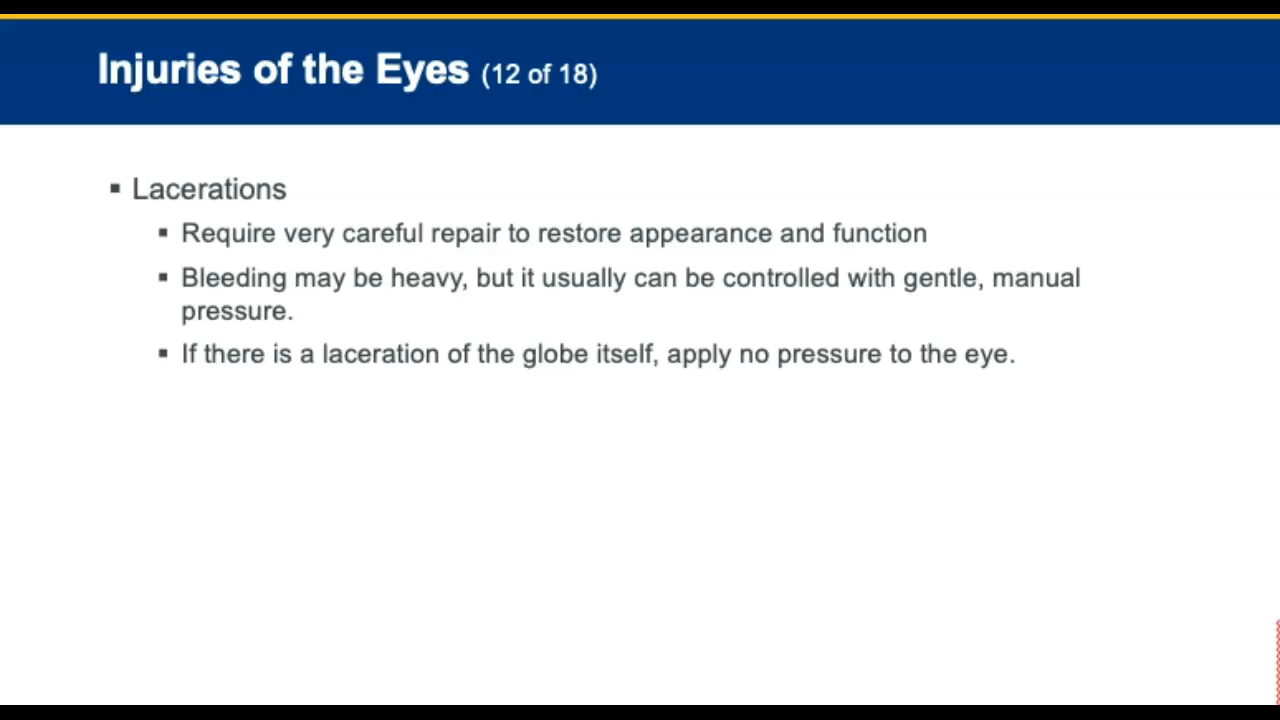 Injuries of the Eyes (12 of 18)
▪ Lacerations
▪ Require very careful repair to restore appearance and function
▪ Bleeding may be heavy, but it usually can be controlled with gentle, manual
pressure.
▪ If there is a laceration of the globe itself, apply no pressure to the eye.